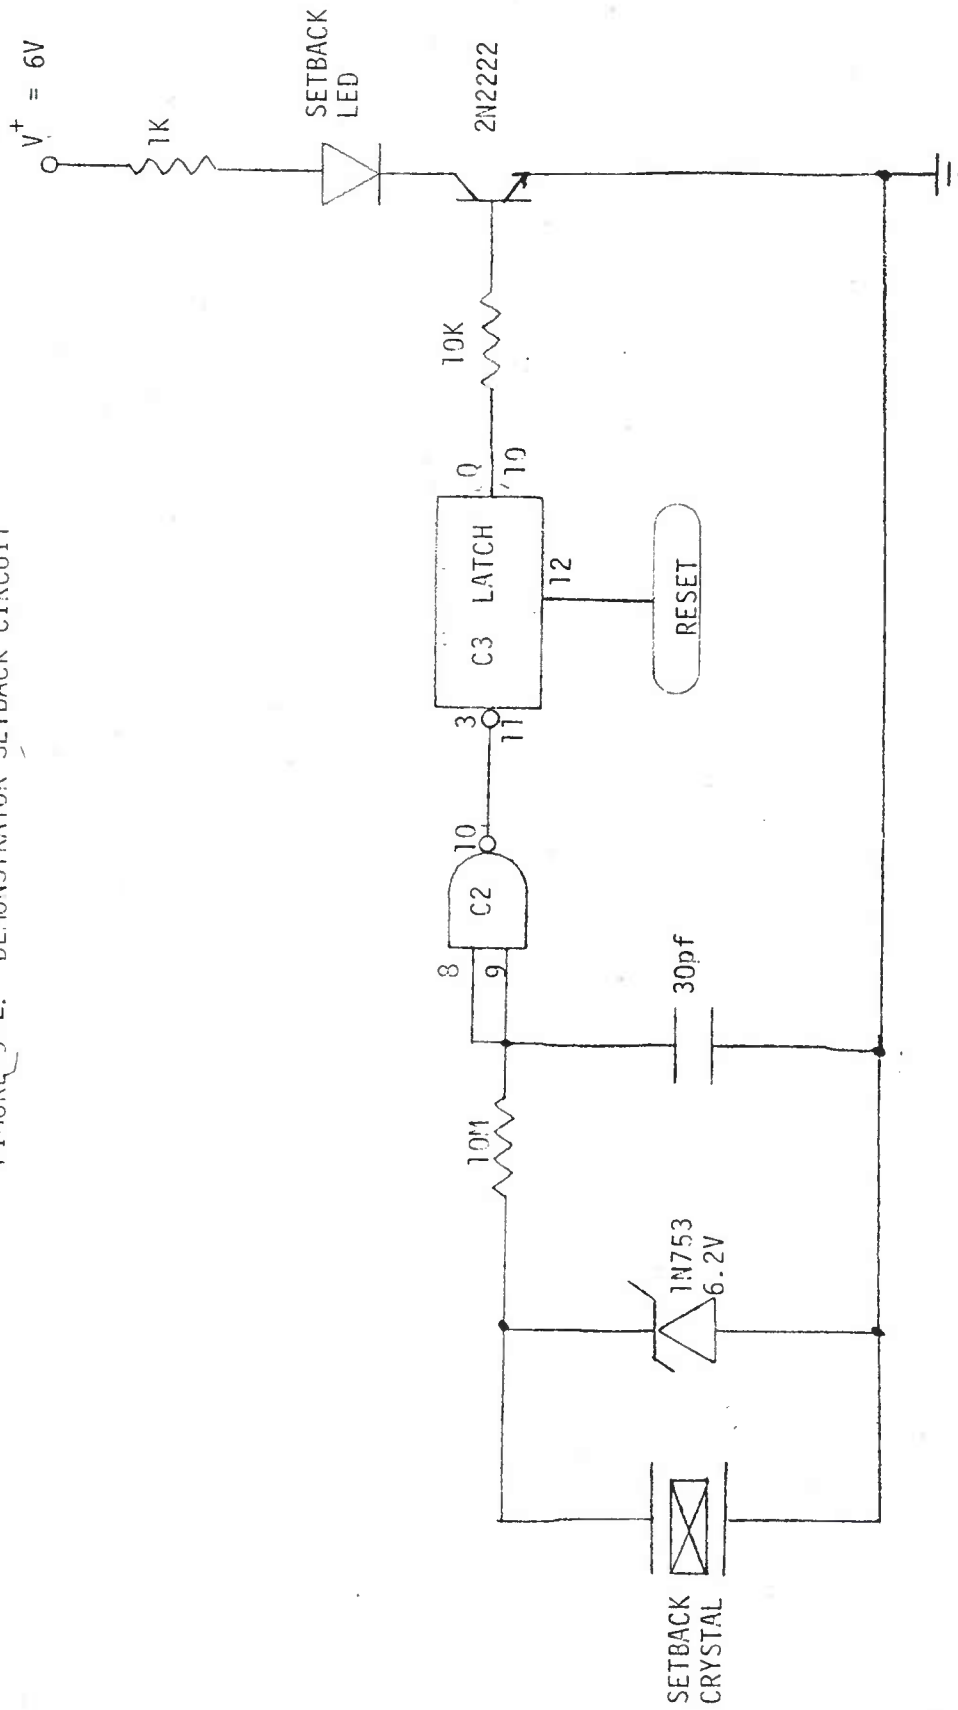 DEMONSTRATOR SETBACK CIRCUIT
V+ = 6V
1K
SETBACK
LED
2N2222
10K
Q
10
C3 LATCH
12
RESET
3
11
10
C2
8
9
30pf
10M
1N753
6.2V
SETBACK
CRYSTAL